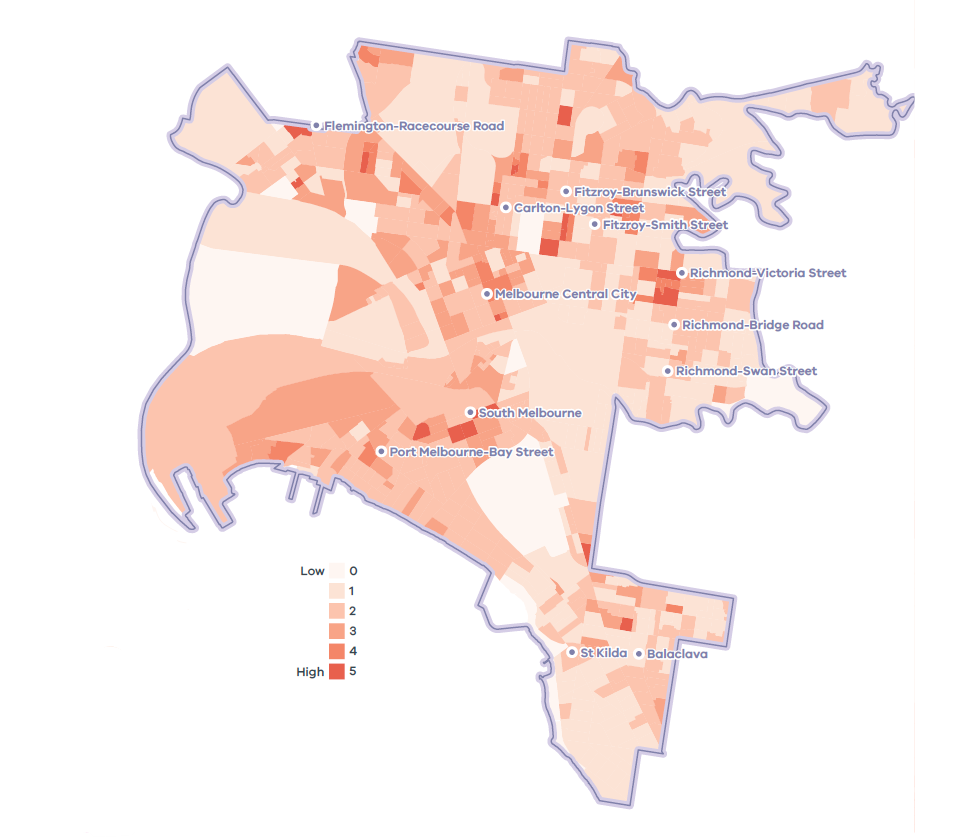 Flemington-Racecourse Road
Fitzroy-Brunswick Street
Carlton-Lygon Street
Fitzroy-Smith Street
Richmond-Victoria Street
Melbourne Central City
Richmond-Bridge Road
Richmond-Swan Street
South Melbourne
Port Melbourne-Bay Street
Low 0
1
2
3
4
High 5
St Kilda
Balaclava